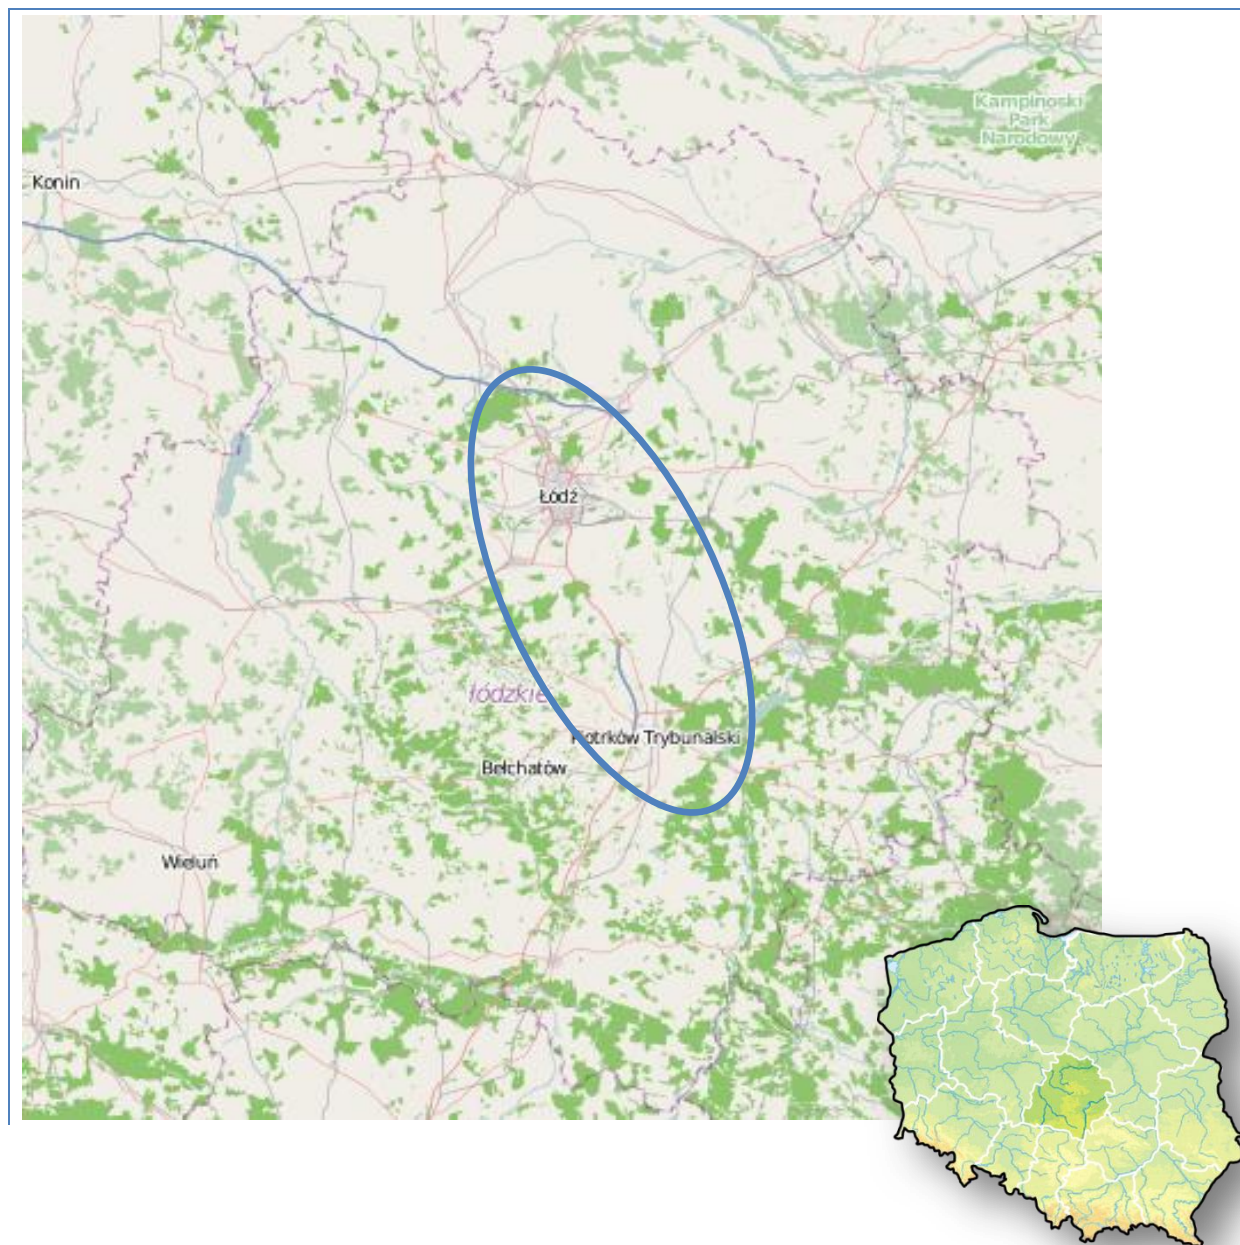 Kampinoski
Park
Narodowy
Konin
Łódź
łódzkie
Piotrków Trybunalski
Bełchatów
Wieluń